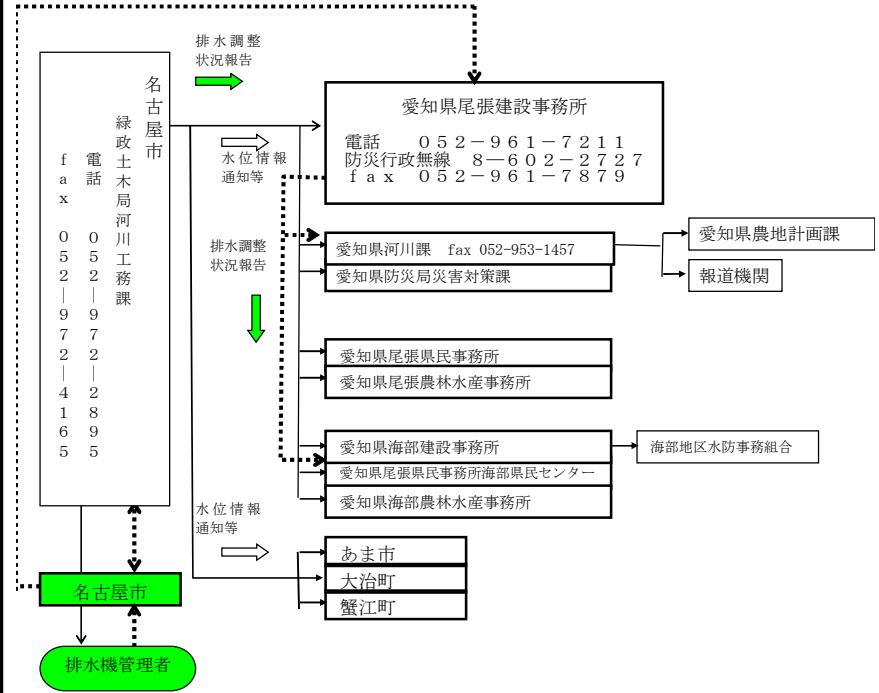 排水調整
状況報告
名古屋市
緑政土木局河川工務課
電話　０５２―９７２―２８９５
ｆａｘ　０５２―９７２―４１６５
愛知県尾張建設事務所
電話　　０５２－９６１－７２１１
防災行政無線　８―６０２－２７２７
ｆａｘ　０５２－９６１－７８７９
水位情報
通知等
排水調整
状況報告
愛知県河川課　fax 052-953-1457
愛知県防災局災害対策課
愛知県農地計画課
報道機関
愛知県尾張県民事務所
愛知県尾張農林水産事務所
愛知県海部建設事務所
愛知県尾張県民事務所海部県民センター
愛知県海部農林水産事務所
海部地区水防事務組合
水位情報
通知等
あま市
大治町
蟹江町
名古屋市
排水機管理者